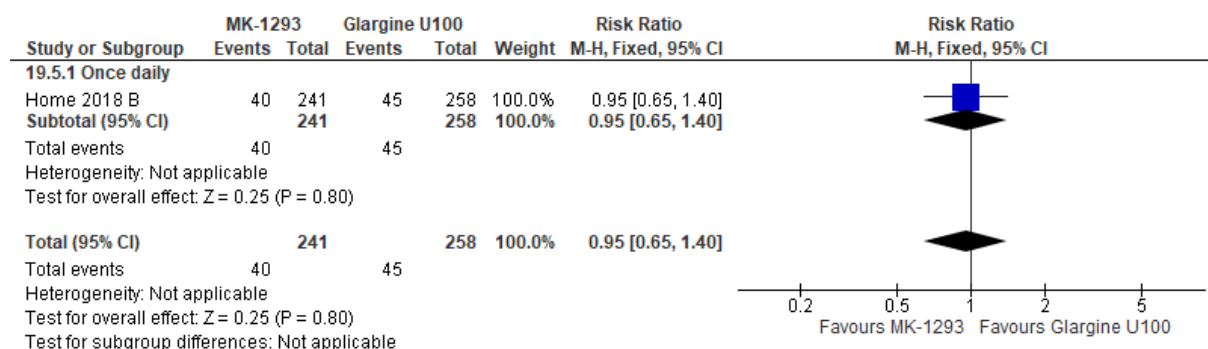 MK-1293 Glargine U100 Risk Ratio Risk Ratio
Study or Subgroup Events Total Events Total Weight M-H, Fixed, 95% CI M-H, Fixed, 95% CI
19.5.1 Once daily
Home 2018 B 40 241 45 258 100.0% 0.95 [0.65, 1.40]
Subtotal (95% CI) 241 258 100.0% 0.95 [0.65, 1.40]
Total events 40 45
Heterogeneity: Not applicable
Test for overall effect: Z = 0.25 (P = 0.80)
Total (95% CI) 241 258 100.0% 0.95 [0.65, 1.40]
Total events 40 45
Heterogeneity: Not applicable
Test for overall effect: Z = 0.25 (P = 0.80)
Test for subgroup differences: Not applicable
0.2 0.5 1 2 5
Favours MK-1293 Favours Glargine U100